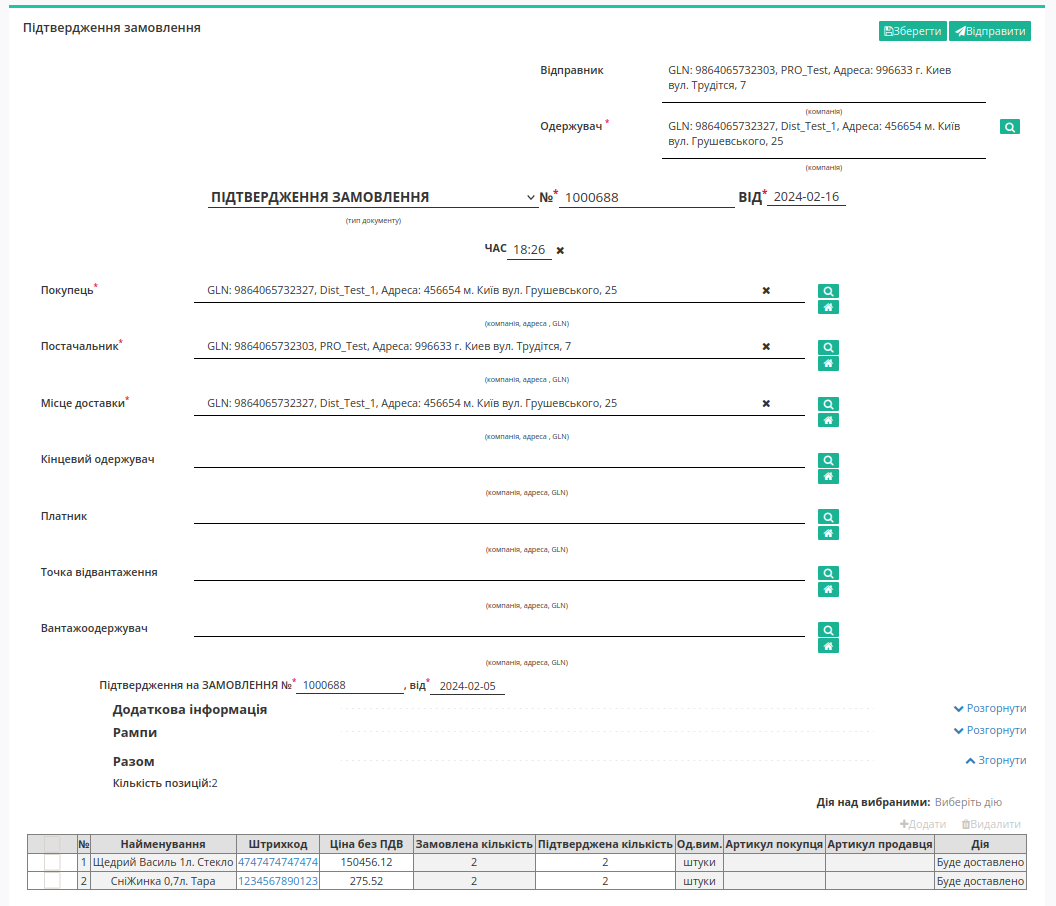 Підтвердження замовлення
Зберегти Відправити
Відправник GLN: 9864065732303, PRO_Test, Адреса: 996633 г. Киев
вул. Трудітся, 7
(компанія)
Одержувач * GLN: 9864065732327, Dist_Test_1, Адреса: 456654 м. Київ
вул. Грушевського, 25
(компанія)
ПІДТВЕРДЖЕННЯ ЗАМОВЛЕННЯ №* 1000688 ВІД* 2024-02-16
(тип документу)
ЧАС 18:26 ✖
Покупець* GLN: 9864065732327, Dist_Test_1, Адреса: 456654 м. Київ вул. Грушевського, 25 ✖
(компанія, адреса , GLN)
Постачальник* GLN: 9864065732303, PRO_Test, Адреса: 996633 г. Киев вул. Трудітся, 7 ✖
(компанія, адреса , GLN)
Місце доставки* GLN: 9864065732327, Dist_Test_1, Адреса: 456654 м. Київ вул. Грушевського, 25 ✖
(компанія, адреса , GLN)
Кінцевий одержувач
(компанія, адреса, GLN)
Платник
(компанія, адреса, GLN)
Точка відвантаження
(компанія, адреса, GLN)
Вантажоодержувач
(компанія, адреса, GLN)
Підтвердження на ЗАМОВЛЕННЯ №* 1000688 , від* 2024-02-05
Додаткова інформація Розгорнути
Рампи Розгорнути
Разом Згорнути
Кількість позицій:2
Дія над вибраними: Виберіть дію
+Додати Видалити
№ Найменування Штрихкод Ціна без ПДВ Замовлена кількість Підтверджена кількість Од.вим. Артикул покупця Артикул продавця Дія
1 Щедрий Василь 1л. Стекло 4747474747474 150456.12 2 2 штуки Буде доставлено
2 СніЖинка 0,7л. Тара 1234567890123 275.52 2 2 штуки Буде доставлено